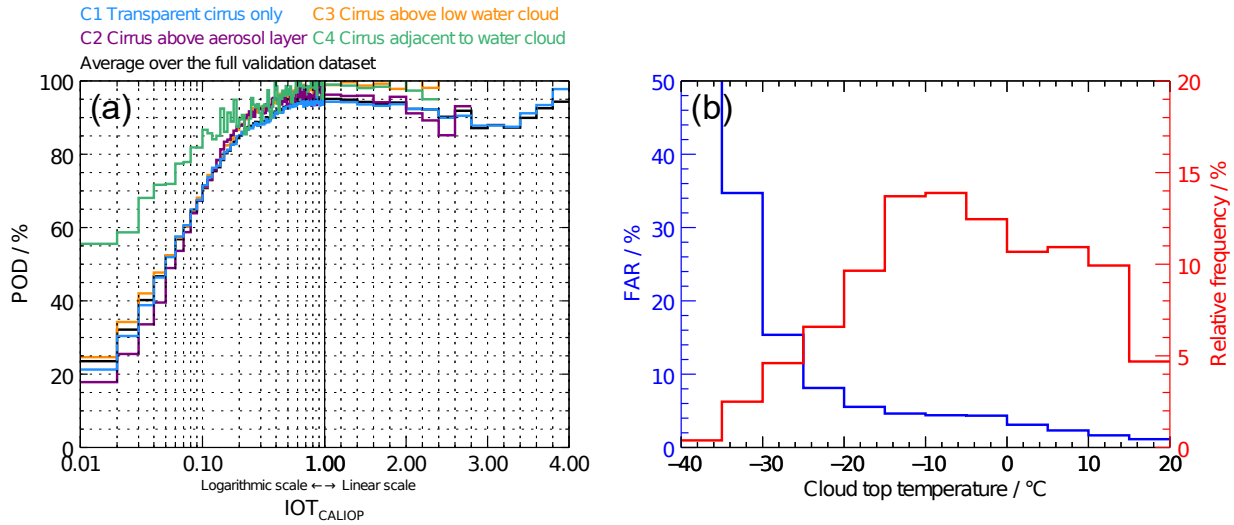 C1 Transparent cirrus only C3 Cirrus above low water cloud
C2 Cirrus above aerosol layer C4 Cirrus adjacent to water cloud
Average over the full validation dataset
(a)
POD / %
100
80
60
40
20
0
0.01 0.10 1.00 2.00 3.00 4.00
Logarithmic scale ←→ Linear scale
IOT CALIOP
(b)
FAR / %
50
40
30
20
10
0
Relative frequency / %
20
15
10
5
0
−40 −30 −20 −10 0 10 20
Cloud top temperature / °C